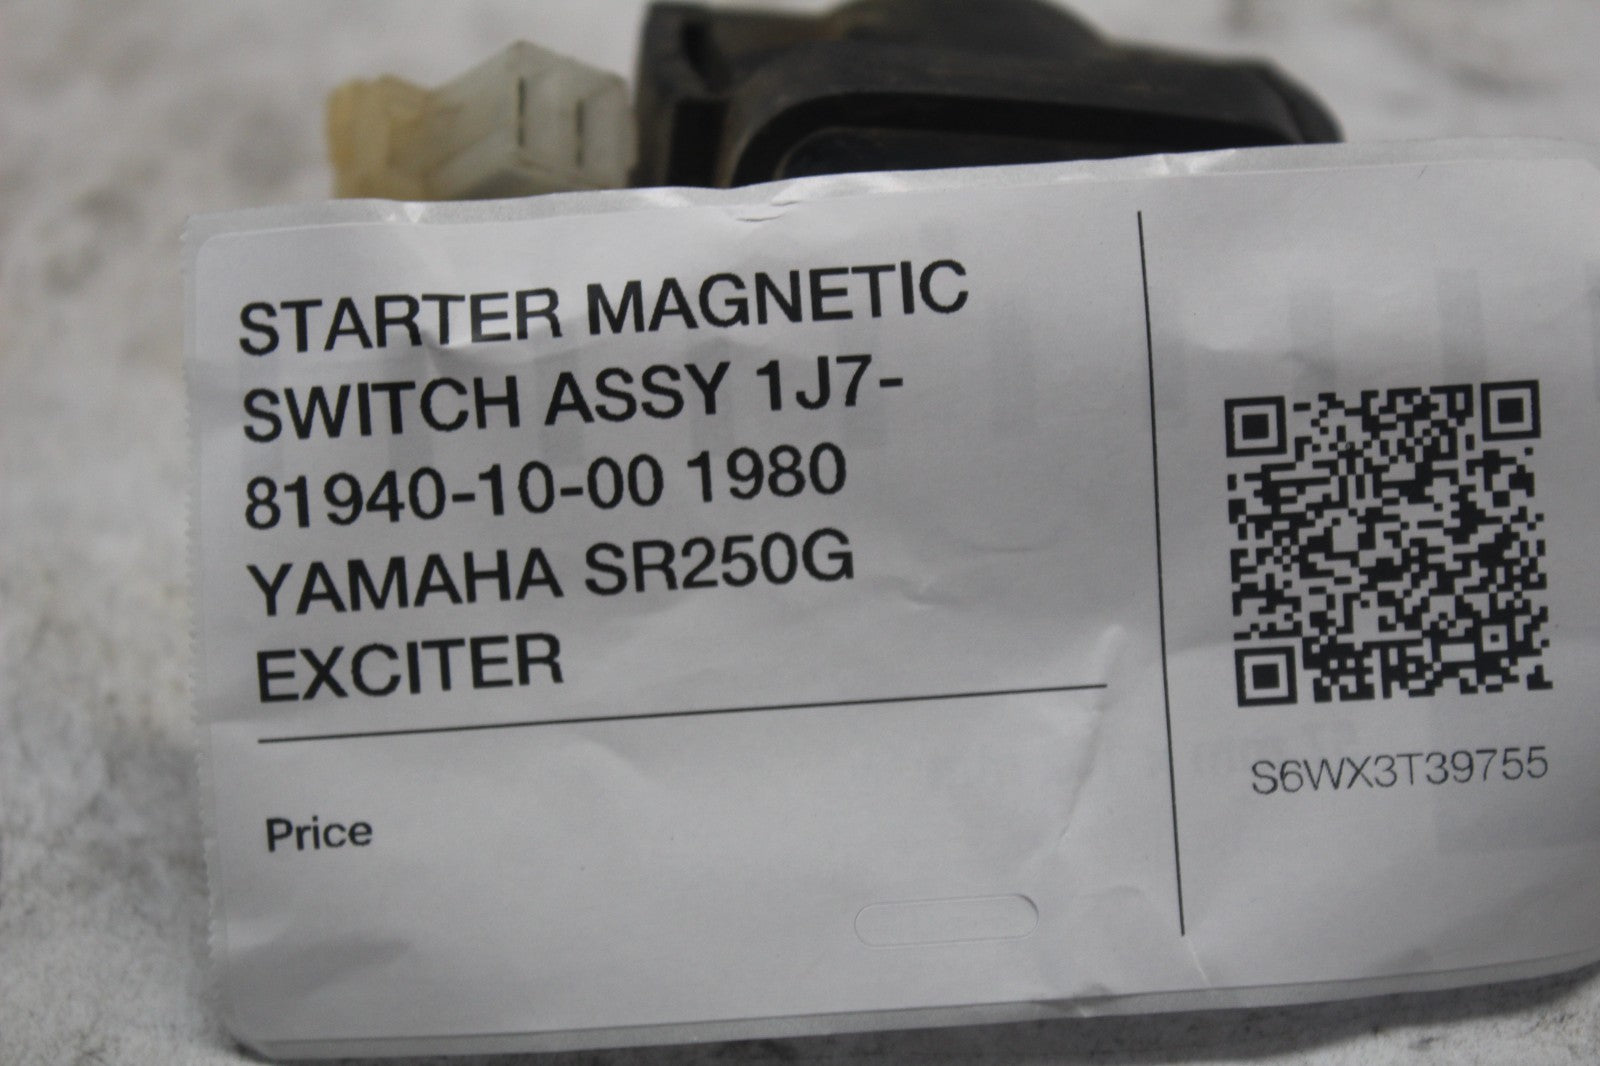 STARTER MAGNETIC
SWITCH ASSY 1J7-
81940-10-00 1980
YAMAHA SR250G
EXCITER
Price
S6WX3T39755